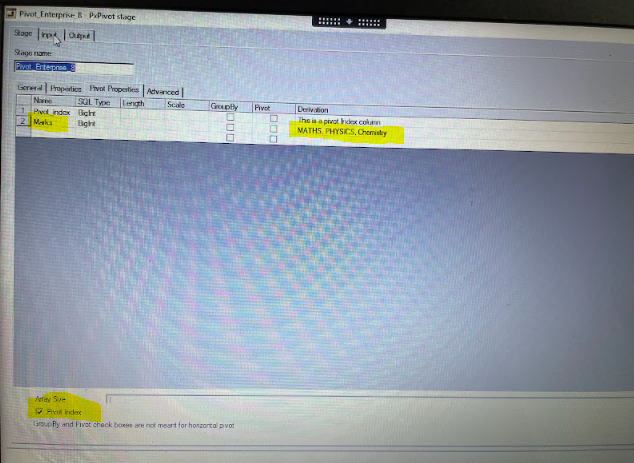 Pivot_Enterprise_8 - PxPivot stage
Stage Input Output
Stage name:
Pivot_Enterprise_8
General Properties Pivot Properties Advanced
Name SQL Type Length Scale GroupBy Pivot Derivation
1 Pivot_index BigInt This is a pivot Index column
2 Marks BigInt MATHS, PHYSICS, Chemistry
Array Size
Pivot Index
GroupBy and Pivot check boxes are not meant for horizontal pivot